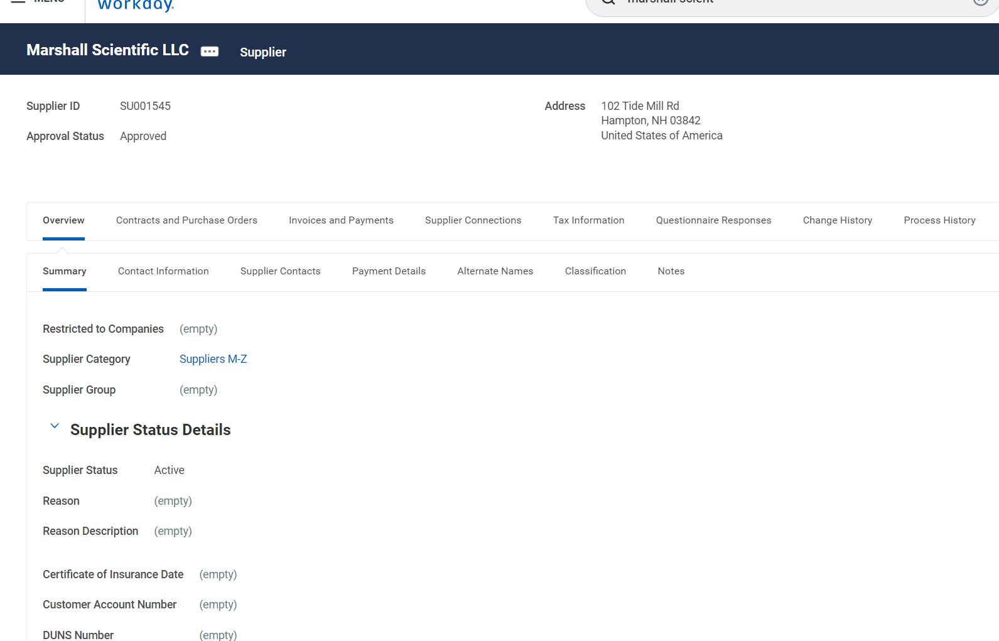 MENU
workday.
marshall scient
Marshall Scientific LLC
Supplier
Supplier ID SU001545
Approval Status Approved
Address 102 Tide Mill Rd
Hampton, NH 03842
United States of America
Overview Contracts and Purchase Orders Invoices and Payments Supplier Connections Tax Information Questionnaire Responses Change History Process History
Summary Contact Information Supplier Contacts Payment Details Alternate Names Classification Notes
Restricted to Companies (empty)
Supplier Category Suppliers M-Z
Supplier Group (empty)
Supplier Status Details
Supplier Status Active
Reason (empty)
Reason Description (empty)
Certificate of Insurance Date (empty)
Customer Account Number (empty)
DUNS Number (empty)